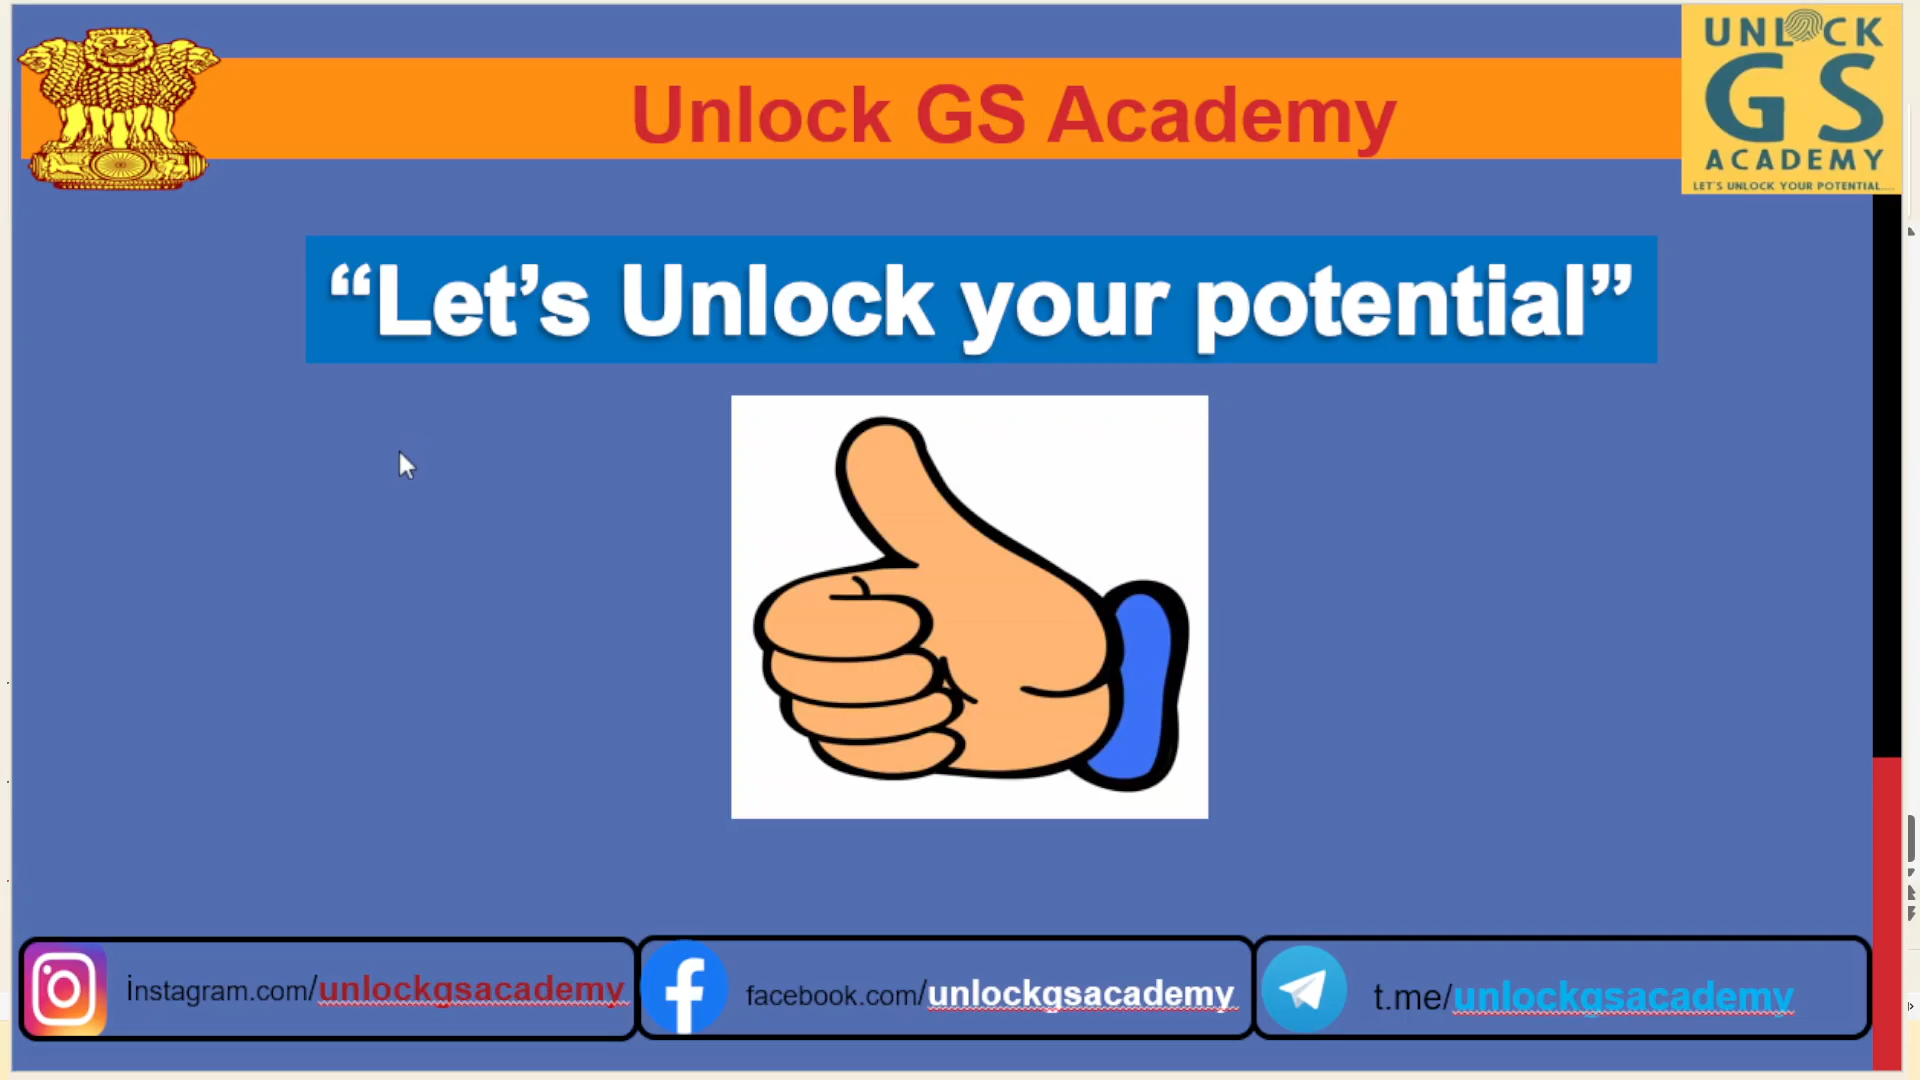 Unlock GS Academy
UNLOCK
GS
ACADEMY
LET'S UNLOCK YOUR POTENTIAL....
“Let’s Unlock your potential”
instagram.com/unlockgsacademy
facebook.com/unlockgsacademy
t.me/unlockgsacademy